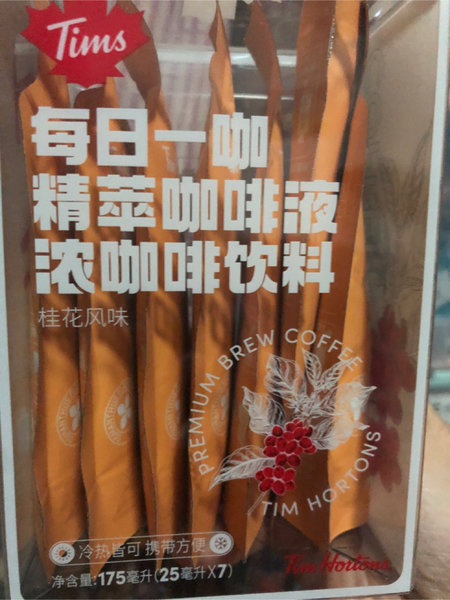 Tims
每日一咖
精萃咖啡液
浓咖啡饮料
桂花风味
PREMIUM BREW COFFEE
TIM HORTONS
冷热皆可 携带方便
净含量:175毫升(25毫升X7)
Tim Hortons